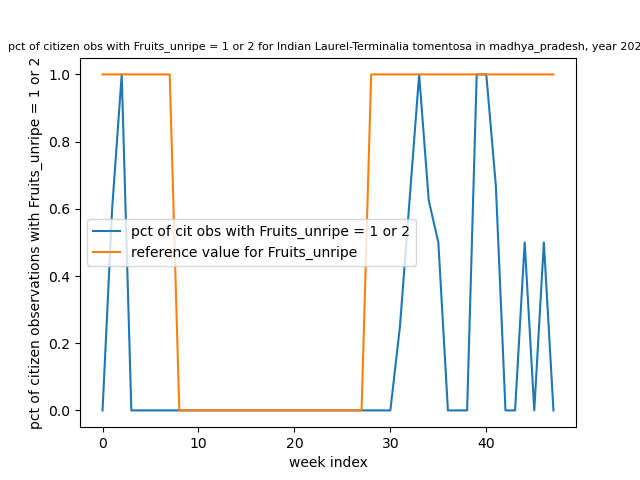 pct of citizen obs with Fruits_unripe = 1 or 2 for Indian Laurel-Terminalia tomentosa in madhya_pradesh, year 202
pct of citizen observations with Fruits_unripe = 1 or 2
1.0
0.8
0.6
0.4
0.2
0.0
pct of cit obs with Fruits_unripe = 1 or 2
reference value for Fruits_unripe
0 10 20 30 40
week index